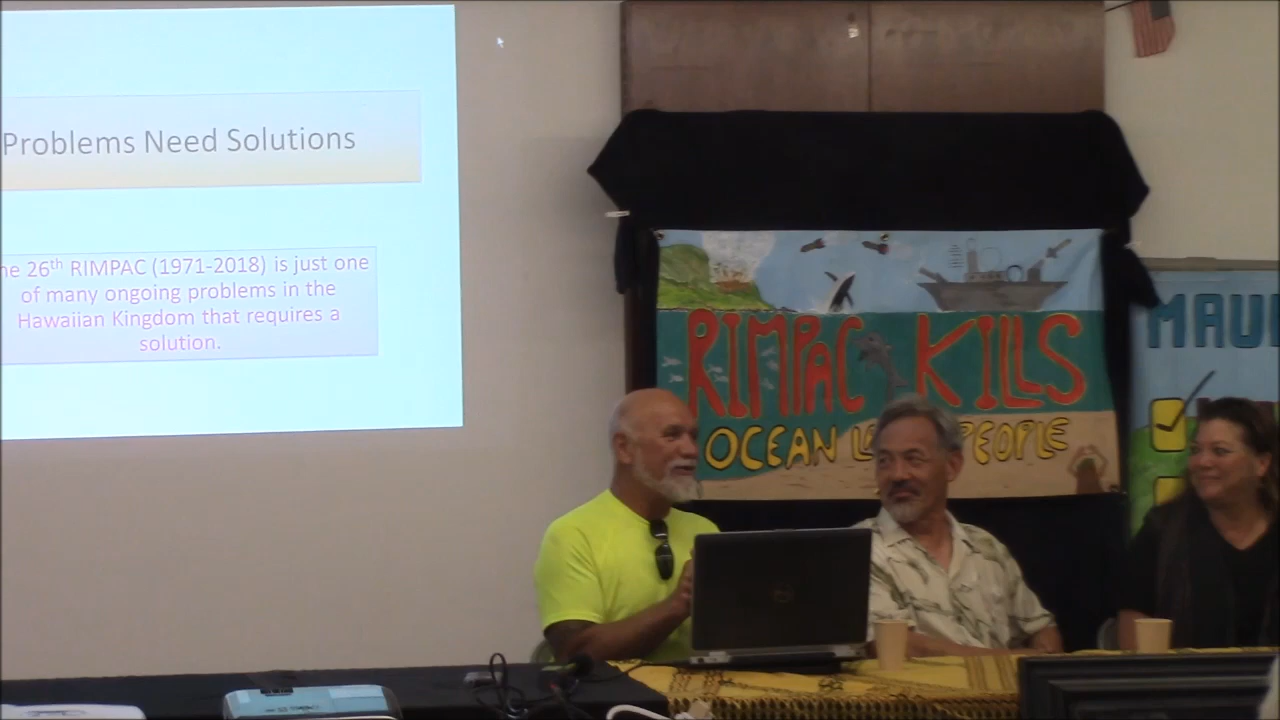 Problems Need Solutions
he 26th RIMPAC (1971-2018) is just one
of many ongoing problems in the
Hawaiian Kingdom that requires a
solution.
RIMPAC KILLS
OCEAN PEOPLE
MAUI